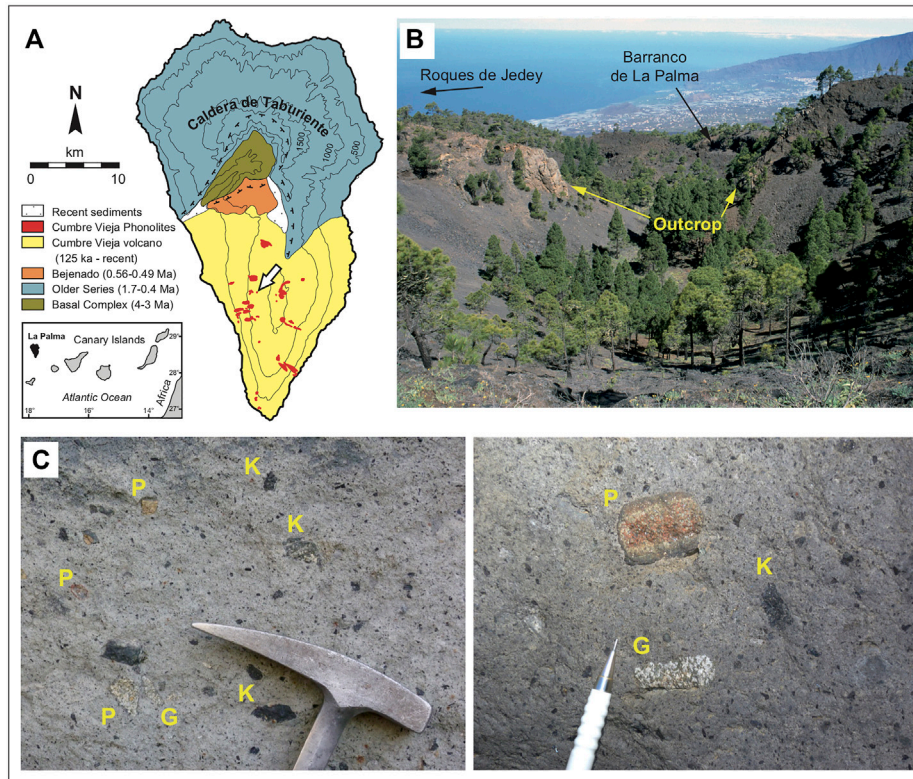 A
N
km
0
10
Caldera de Taburiente
1500
1000
500
Recent sediments
Cumbre Vieja Phonolites
Cumbre Vieja volcano
(125 ka - recent)
Bejenado (0.56-0.49 Ma)
Older Series (1.7-0.4 Ma)
Basal Complex (4-3 Ma)
La Palma
Canary Islands
29°
28°
27°
Atlantic Ocean
Africa
18°
16°
14°
B
Roques de Jedey
Barranco
de La Palma
Outcrop
C
K
P
K
P
K
P
G
P
K
G